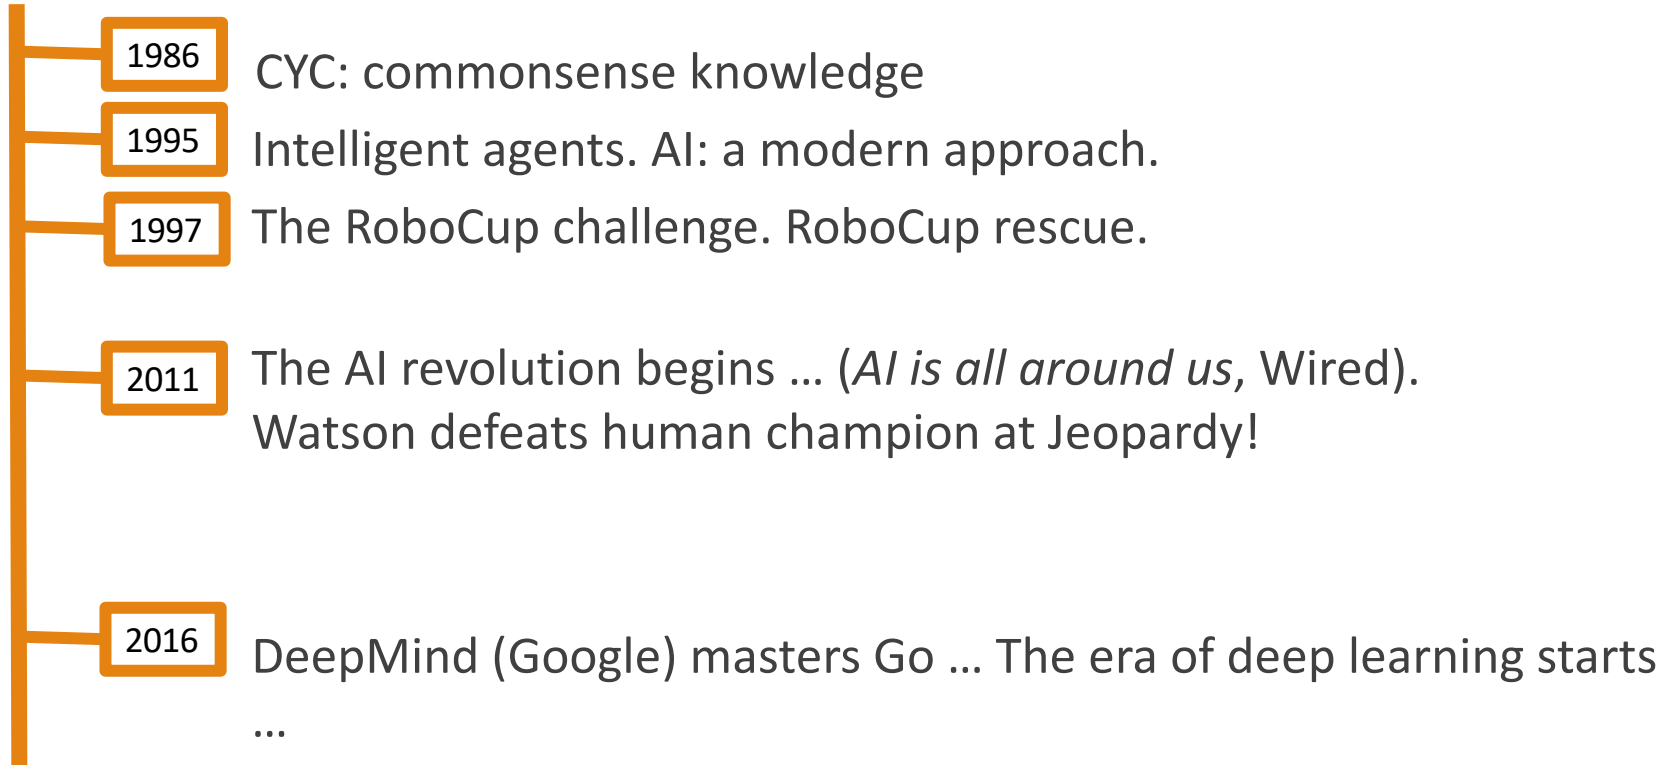 1986
CYC: commonsense knowledge
1995
Intelligent agents. AI: a modern approach.
1997
The RoboCup challenge. RoboCup rescue.
2011
The AI revolution begins … (AI is all around us, Wired).
Watson defeats human champion at Jeopardy!
2016
DeepMind (Google) masters Go … The era of deep learning starts
…